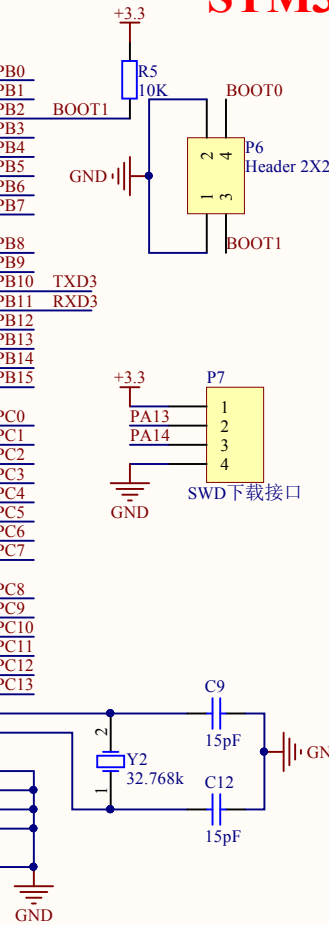 STM3
+3.3
PB0
PB1
PB2 BOOT1
PB3
PB4
PB5
PB6
PB7
R5
10K
BOOT0
GND
2 4
1 3
P6
Header 2X2
BOOT1
PB8
PB9
PB10 TXD3
PB11 RXD3
PB12
PB13
PB14
PB15
+3.3
P7
PA13
PA14
1
2
3
4
GND
SWD下载接口
PC0
PC1
PC2
PC3
PC4
PC5
PC6
PC7
PC8
PC9
PC10
PC11
PC12
PC13
C9
15pF
2
Y2
32.768k
1
C12
15pF
GN
GND